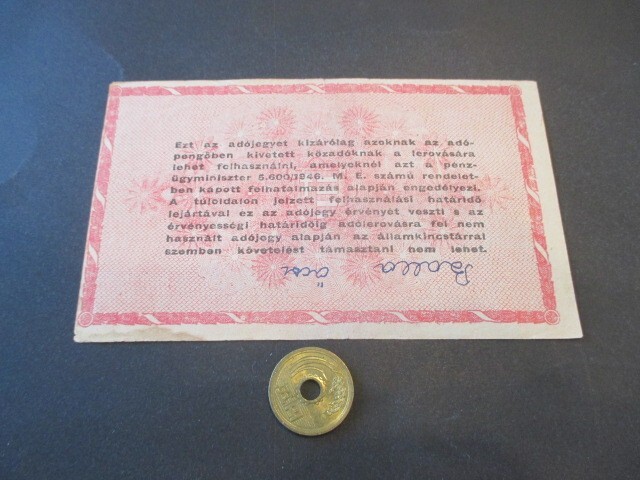 Ezt az adójegyet kizárólag azoknak az adó-
pengőben kivetett közadóknak a lerovására
lehet felhasználni, amelyoknél azt a pénz-
ügyminiszter 5.600/1946. M. E. számú rendelet-
ben kapott felhatalmazás alapján engedélyezi.
A túloldalon jelzett felhasználási határidő
lejártával ez az adójegy érvényét veszti s az
érvényességi határidőig adólerovásra fel nem
használt adójegy alapján az államkincstárral
szemben követelést támasztani nem lehet.